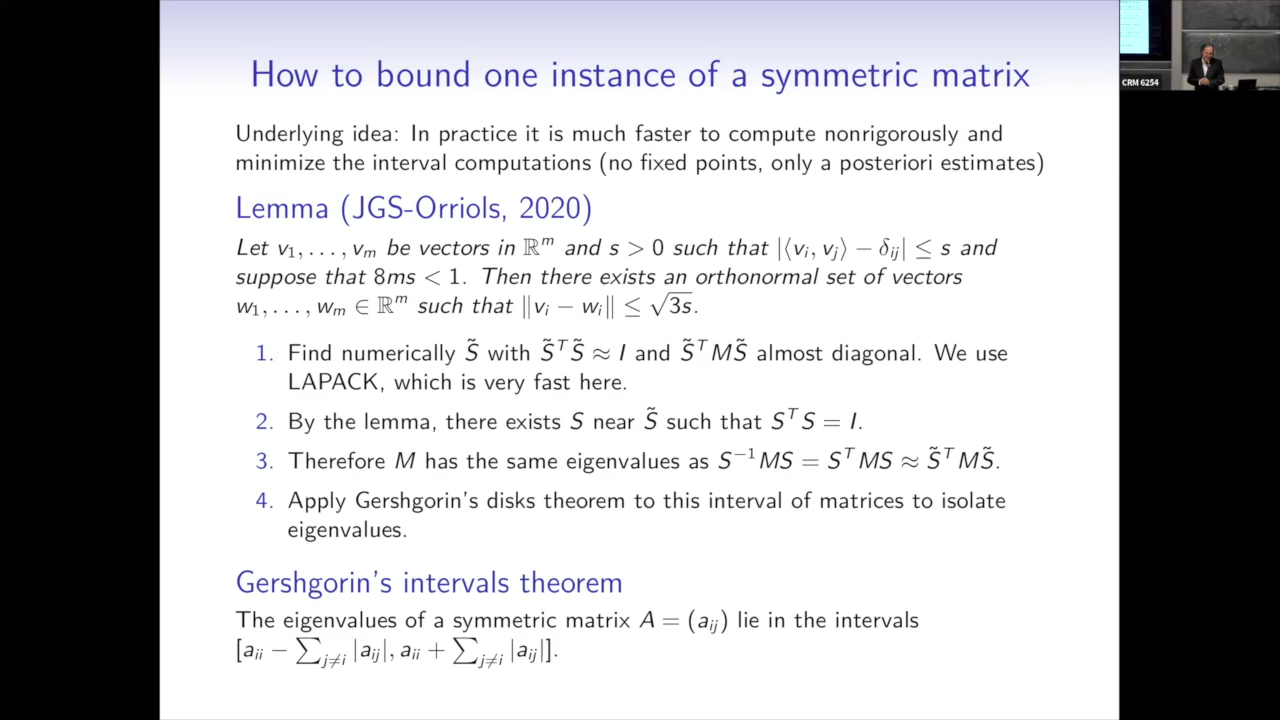 How to bound one instance of a symmetric matrix
Underlying idea: In practice it is much faster to compute nonrigorously and
minimize the interval computations (no fixed points, only a posteriori estimates)
Lemma (JGS-Orriols, 2020)
Let v₁, . . . , vₘ be vectors in ℝᵐ and s > 0 such that |⟨vᵢ, vⱼ⟩ − δᵢⱼ| ≤ s and
suppose that 8ms < 1. Then there exists an orthonormal set of vectors
w₁, . . . , wₘ ∈ ℝᵐ such that ‖vᵢ − wᵢ‖ ≤ √3s.
1. Find numerically S̃ with S̃ᵀS̃ ≈ I and S̃ᵀMS̃ almost diagonal. We use
LAPACK, which is very fast here.
2. By the lemma, there exists S near S̃ such that SᵀS = I.
3. Therefore M has the same eigenvalues as S⁻¹MS = SᵀMS ≈ S̃ᵀMS̃.
4. Apply Gershgorin's disks theorem to this interval of matrices to isolate
eigenvalues.
Gershgorin's intervals theorem
The eigenvalues of a symmetric matrix A = (aᵢⱼ) lie in the intervals
[aᵢᵢ − ∑ⱼ≠ᵢ |aᵢⱼ|, aᵢᵢ + ∑ⱼ≠ᵢ |aᵢⱼ|].
CRM 6254